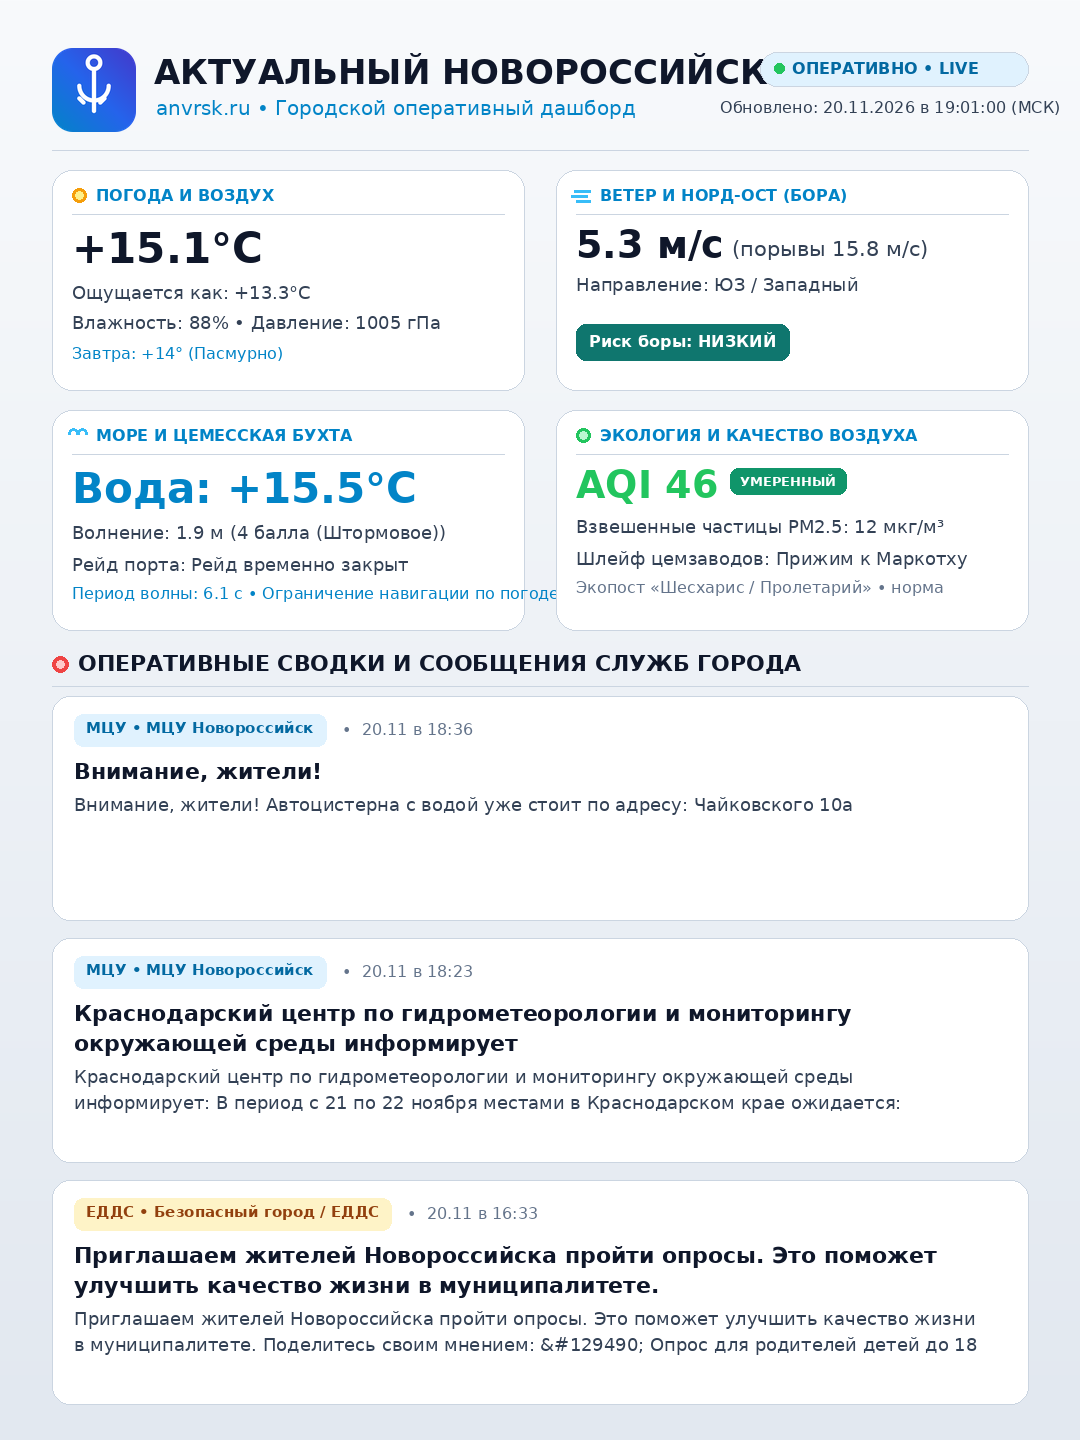 АКТУАЛЬНЫЙ НОВОРОССИЙСК
ОПЕРАТИВНО • LIVE
anvrsk.ru • Городской оперативный дашборд
Обновлено: 20.11.2026 в 19:01:00 (МСК)
ПОГОДА И ВОЗДУХ
+15.1°C
Ощущается как: +13.3°C
Влажность: 88% • Давление: 1005 гПа
Завтра: +14° (Пасмурно)
ВЕТЕР И НОРД-ОСТ (БОРА)
5.3 м/с (порывы 15.8 м/с)
Направление: ЮЗ / Западный
Риск боры: НИЗКИЙ
МОРЕ И ЦЕМЕССКАЯ БУХТА
Вода: +15.5°C
Волнение: 1.9 м (4 балла (Штормовое))
Рейд порта: Рейд временно закрыт
Период волны: 6.1 с • Ограничение навигации по погоде
ЭКОЛОГИЯ И КАЧЕСТВО ВОЗДУХА
AQI 46 УМЕРЕННЫЙ
Взвешенные частицы PM2.5: 12 мкг/м³
Шлейф цемзаводов: Прижим к Маркотху
Экопост «Шесхарис / Пролетарий» • норма
ОПЕРАТИВНЫЕ СВОДКИ И СООБЩЕНИЯ СЛУЖБ ГОРОДА
МЦУ • МЦУ Новороссийск • 20.11 в 18:36
Внимание, жители!
Внимание, жители! Автоцистерна с водой уже стоит по адресу: Чайковского 10а
МЦУ • МЦУ Новороссийск • 20.11 в 18:23
Краснодарский центр по гидрометеорологии и мониторингу
окружающей среды информирует
Краснодарский центр по гидрометеорологии и мониторингу окружающей среды
информирует: В период с 21 по 22 ноября местами в Краснодарском крае ожидается:
ЕДДС • Безопасный город / ЕДДС • 20.11 в 16:33
Приглашаем жителей Новороссийска пройти опросы. Это поможет
улучшить качество жизни в муниципалитете.
Приглашаем жителей Новороссийска пройти опросы. Это поможет улучшить качество жизни
в муниципалитете. Поделитесь своим мнением: &#129490; Опрос для родителей детей до 18